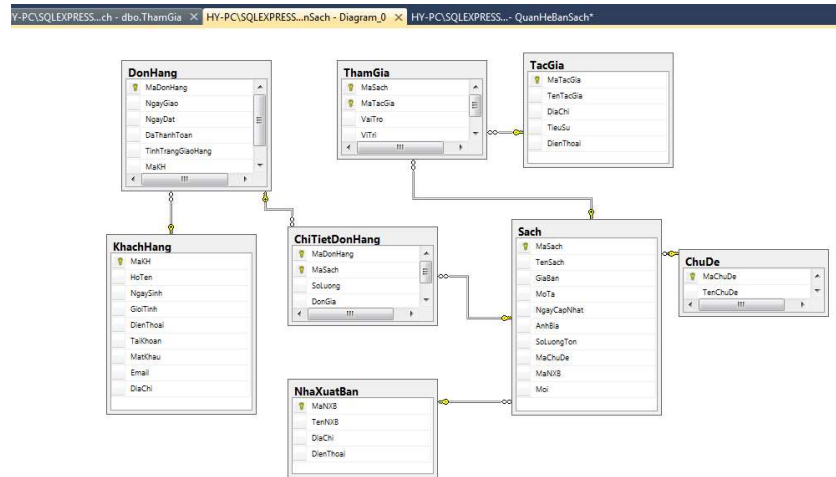 Y-PC\SQLEXPRESS...ch - dbo.ThamGia
HY-PC\SQLEXPRESS...nSach - Diagram_0
HY-PC\SQLEXPRESS...- QuanHeBanSach*
DonHang
MaDonHang
NgayGiao
NgayDat
DaThanhToan
TinhTrangGiaoHang
MaKH
ThamGia
MaSach
MaTacGia
VaiTro
ViTri
TacGia
MaTacGia
TenTacGia
DiaChi
TieuSu
DienThoai
KhachHang
MaKH
HoTen
NgaySinh
GioiTinh
DienThoai
TaiKhoan
MatKhau
Email
DiaChi
ChiTietDonHang
MaDonHang
MaSach
SoLuong
DonGia
Sach
MaSach
TenSach
GiaBan
MoTa
NgayCapNhat
AnhBia
SoLuongTon
MaChuDe
MaNXB
Moi
ChuDe
MaChuDe
TenChuDe
NhaXuatBan
MaNXB
TenNXB
DiaChi
DienThoai